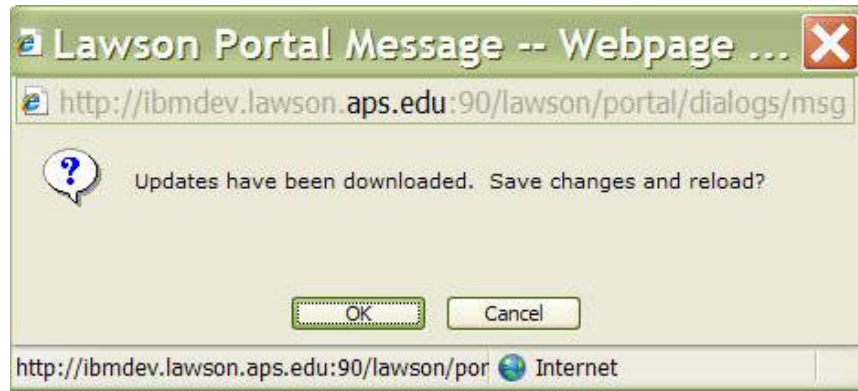 Lawson Portal Message -- Webpage ...
http://ibmdev.lawson.aps.edu:90/lawson/portal/dialogs/msg
? Updates have been downloaded. Save changes and reload?
OK Cancel
http://ibmdev.lawson.aps.edu:90/lawson/por Internet